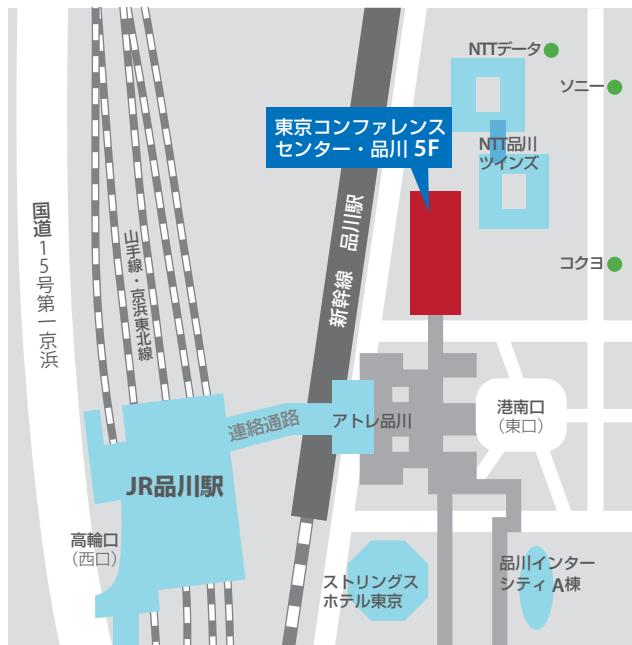 NTTデータ
ソニー
東京コンファレンス
センター・品川 5F
NTT品川
ツインズ
国道15号第一京浜
山手線・京浜東北線
新幹線 品川駅
コクヨ
連絡通路
アトレ品川
港南口
(東口)
JR品川駅
高輪口
(西口)
ストリングス
ホテル東京
品川インター
シティ A棟